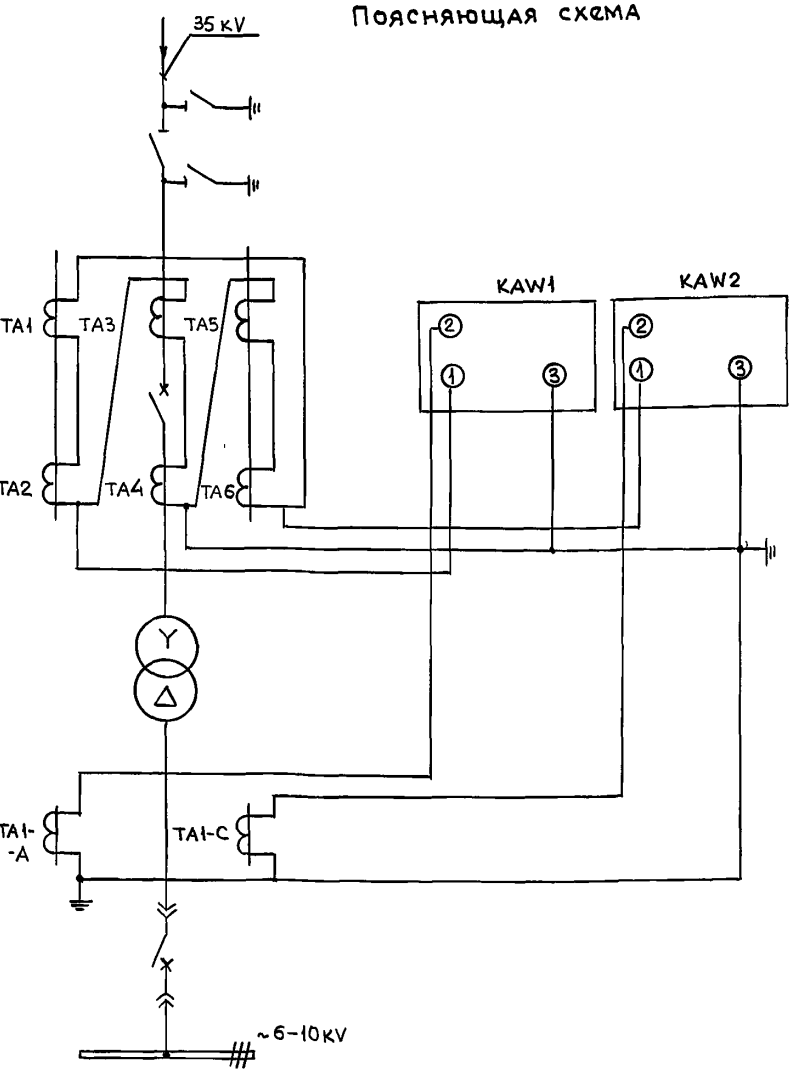 Поясняющая схема
35 kV
KAW1
KAW2
TA1
TA3
TA5
2
2
1
3
1
3
TA2
TA4
TA6
Y
Δ
TA1-
-A
TA1-C
~6-10KV